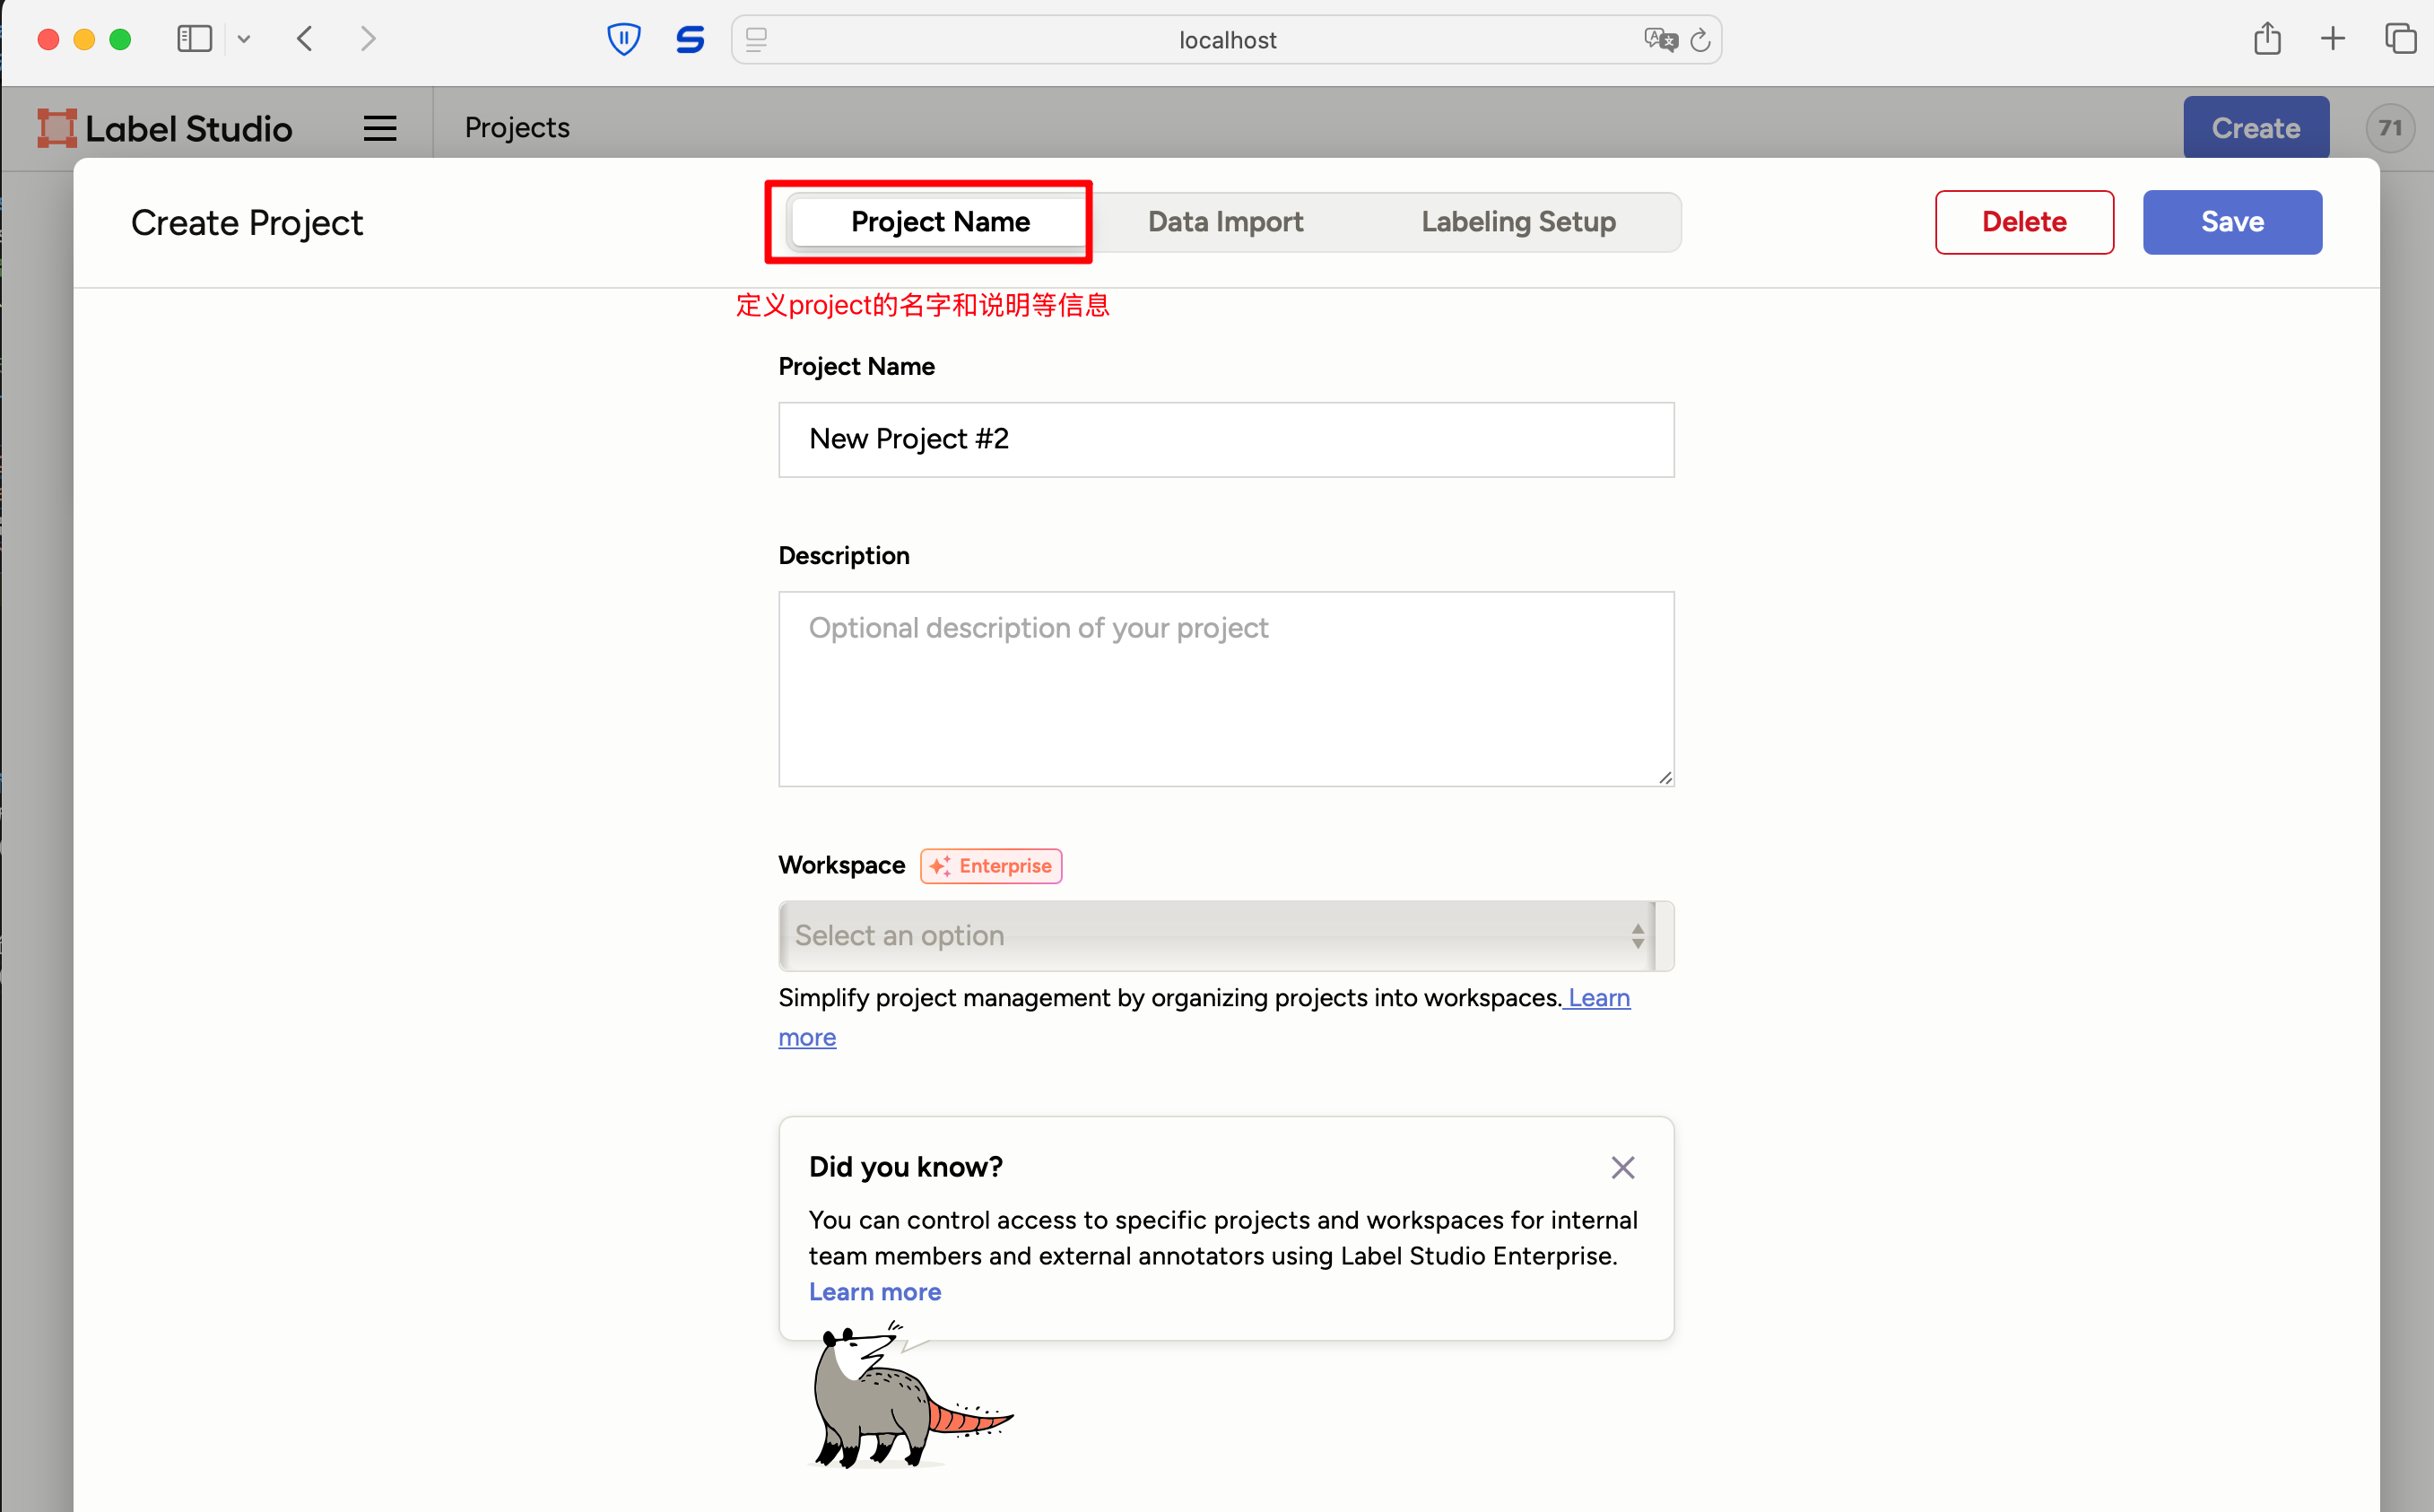 localhost
Label Studio
Projects
Create
71
Create Project
Project Name
Data Import
Labeling Setup
Delete
Save
定义project的名字和说明等信息
Project Name
New Project #2
Description
Optional description of your project
Workspace
Enterprise
Select an option
Simplify project management by organizing projects into workspaces. Learn
more
Did you know?
You can control access to specific projects and workspaces for internal
team members and external annotators using Label Studio Enterprise.
Learn more